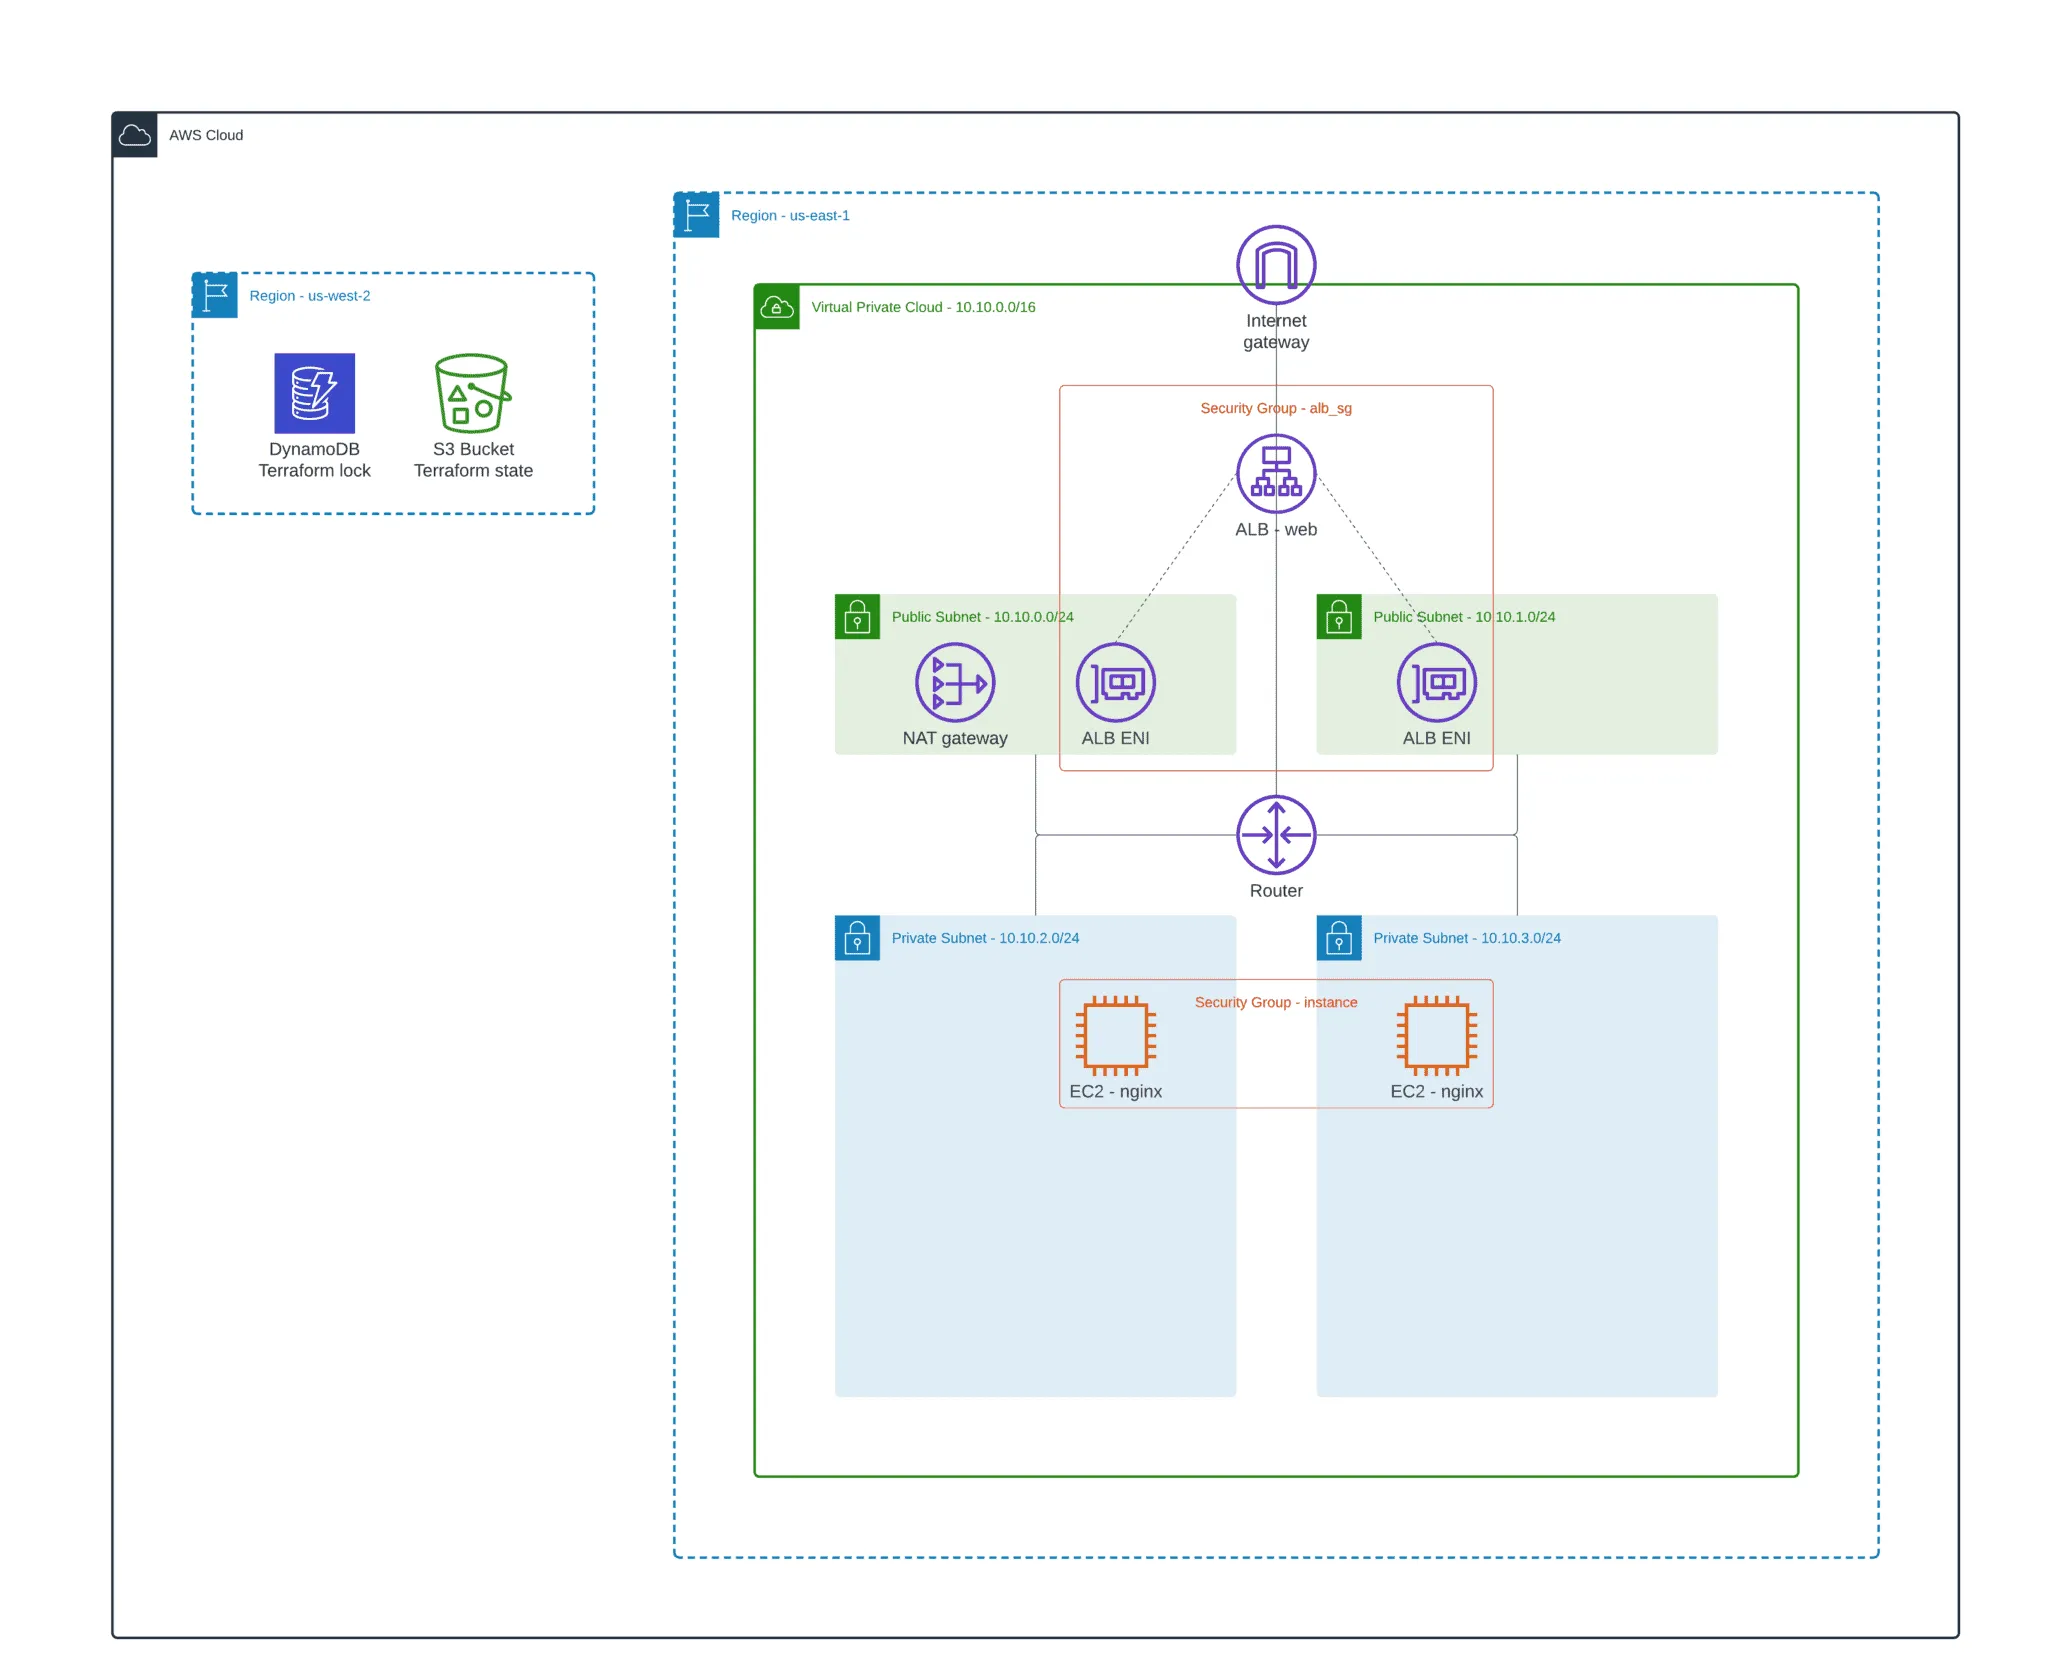 AWS Cloud
Region - us-east-1
Region - us-west-2
DynamoDB
Terraform lock
S3 Bucket
Terraform state
Virtual Private Cloud - 10.10.0.0/16
Internet
gateway
Security Group - alb_sg
ALB - web
Public Subnet - 10.10.0.0/24
NAT gateway
ALB ENI
Public Subnet - 10.10.1.0/24
ALB ENI
Router
Private Subnet - 10.10.2.0/24
Private Subnet - 10.10.3.0/24
Security Group - instance
EC2 - nginx
EC2 - nginx